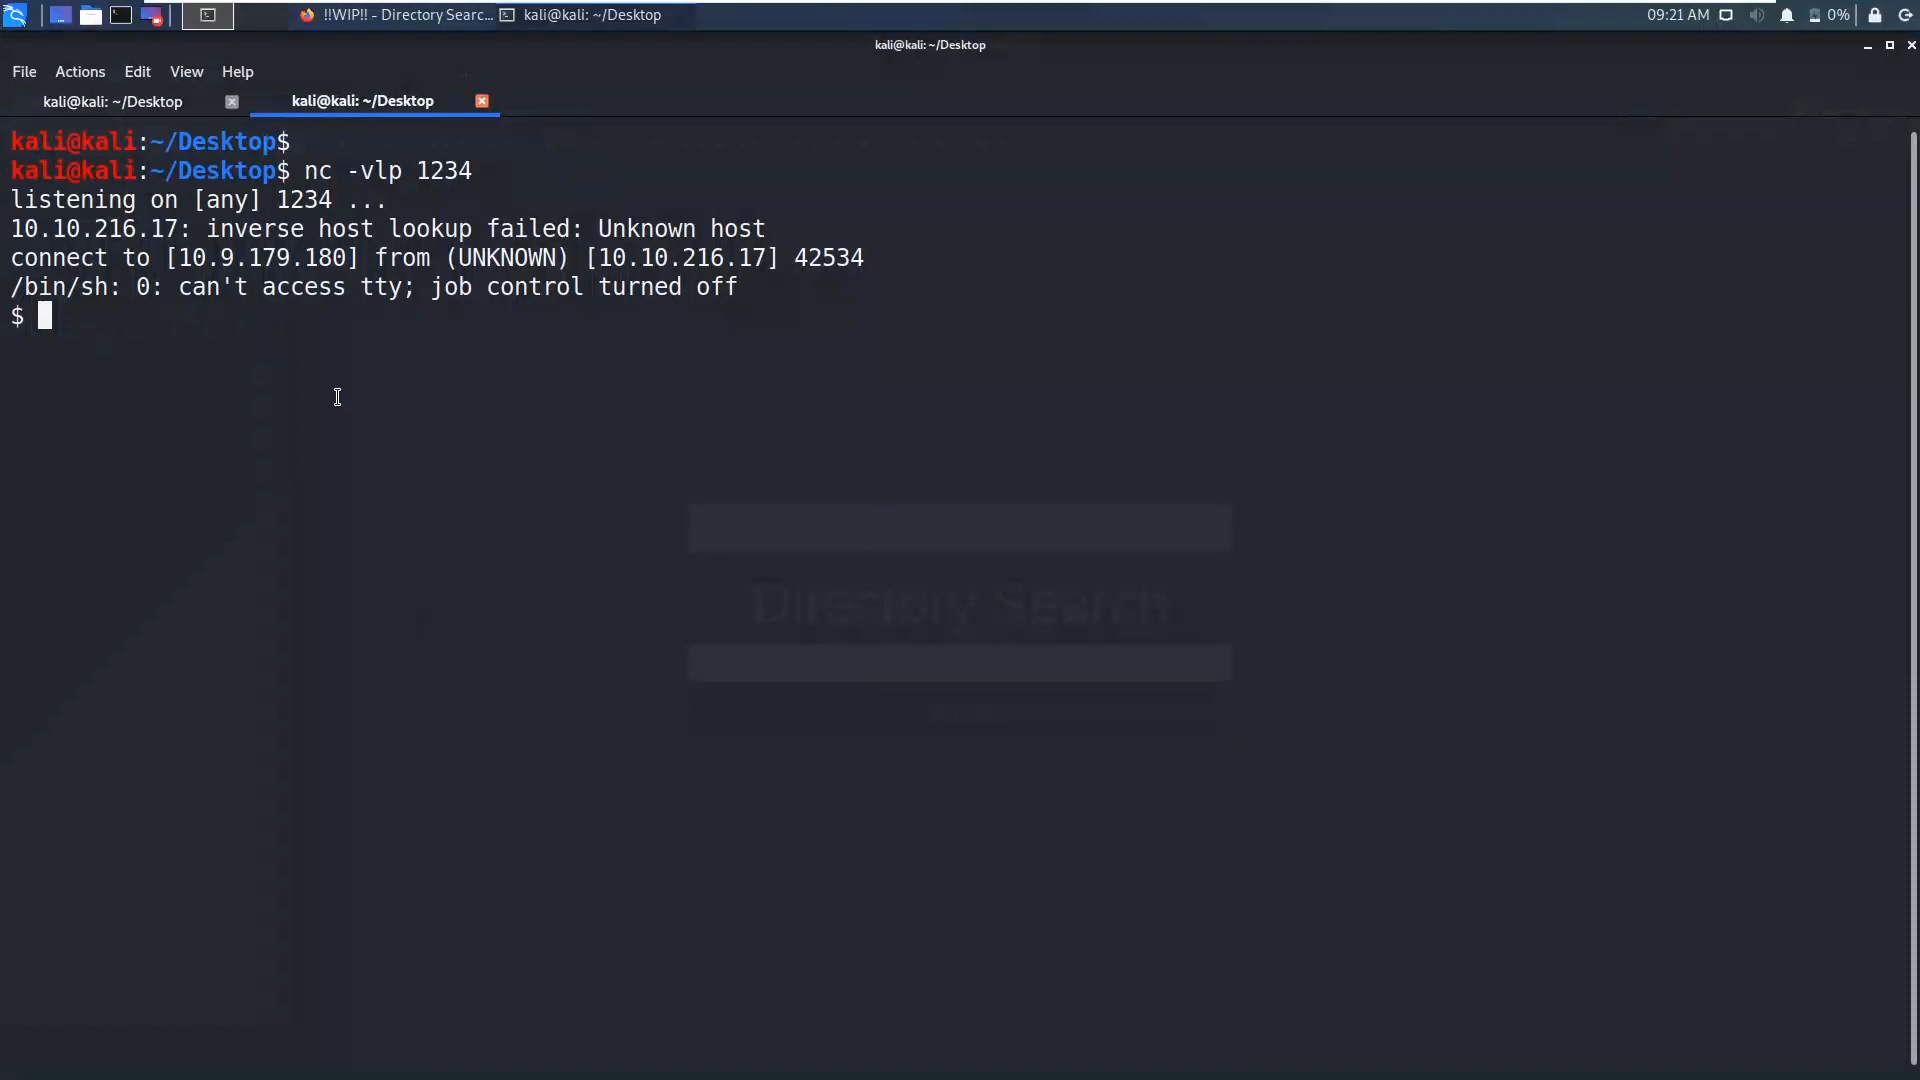 !!WIP!! - Directory Searc... kali@kali: ~/Desktop 09:21 AM 0%
kali@kali: ~/Desktop
File Actions Edit View Help
kali@kali: ~/Desktop kali@kali: ~/Desktop
kali@kali:~/Desktop$
kali@kali:~/Desktop$ nc -vlp 1234
listening on [any] 1234 ...
10.10.216.17: inverse host lookup failed: Unknown host
connect to [10.9.179.180] from (UNKNOWN) [10.10.216.17] 42534
/bin/sh: 0: can't access tty; job control turned off
$
Directory Search